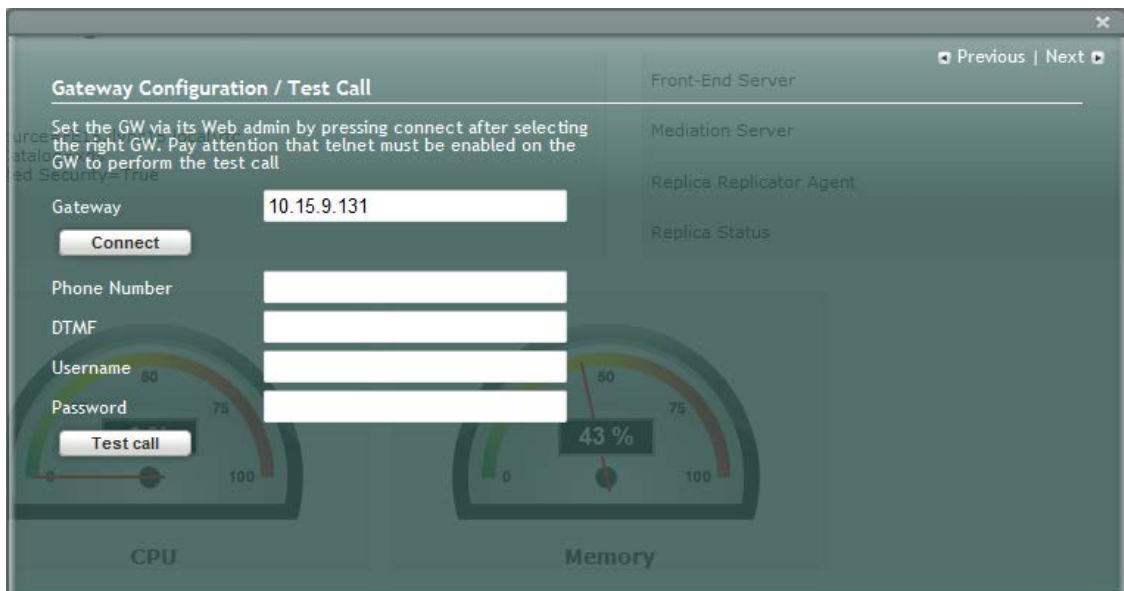 Previous | Next
Gateway Configuration / Test Call
Front-End Server
Set the GW via its Web admin by pressing connect after selecting
the right GW. Pay attention that telnet must be enabled on the
GW to perform the test call
Mediation Server
ed Security=True
Replica Replicator Agent
Gateway
10.15.9.131
Replica Status
Connect
Phone Number
DTMF
Username
Password
Test call
50
75
0
100
CPU
50
75
43 %
0
100
Memory